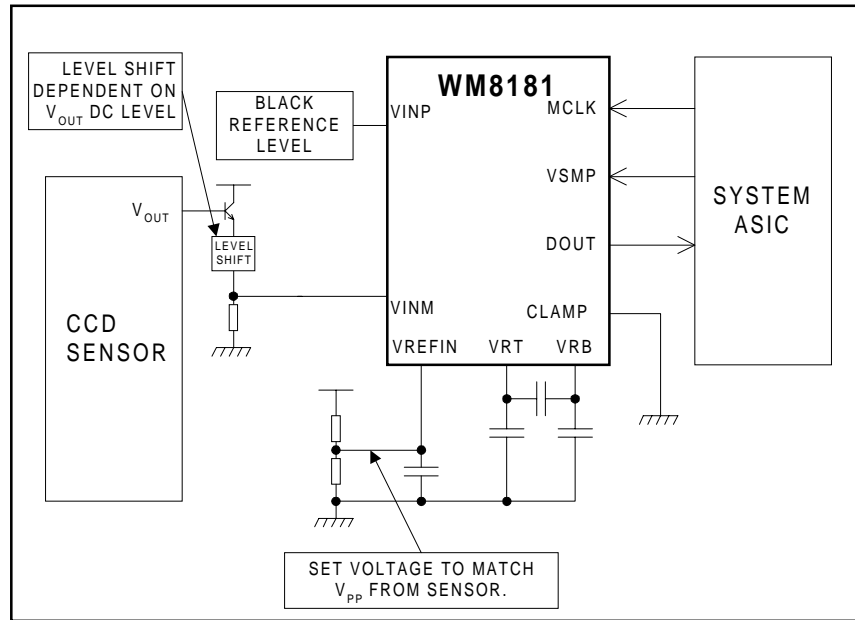 LEVEL SHIFT
DEPENDENT ON
VOUT DC LEVEL
BLACK
REFERENCE
LEVEL
WM8181
VINP
MCLK
VSMP
DOUT
SYSTEM
ASIC
VOUT
LEVEL
SHIFT
CCD
SENSOR
VINM
CLAMP
VREFIN
VRT
VRB
SET VOLTAGE TO MATCH
VPP FROM SENSOR.